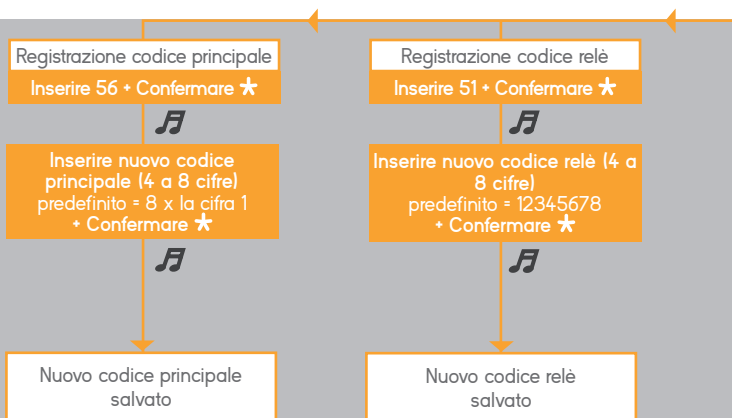 Registrazione codice principale
Inserire 56 + Confermare *
Inserire nuovo codice
principale (4 a 8 cifre)
predefinito = 8 x la cifra 1
+ Confermare *
Nuovo codice principale
salvato
Registrazione codice relè
Inserire 51 + Confermare *
Inserire nuovo codice relè (4 a
8 cifre)
predefinito = 12345678
+ Confermare *
Nuovo codice relè
salvato